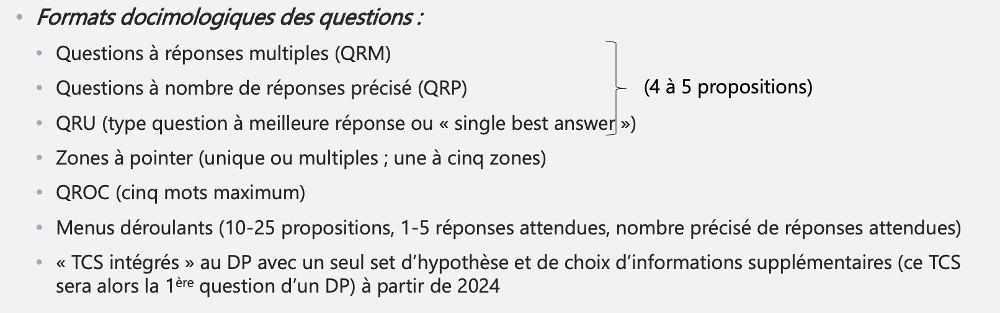 • Formats docimologiques des questions :
• Questions à réponses multiples (QRM)
• Questions à nombre de réponses précisé (QRP)
(4 à 5 propositions)
• QRU (type question à meilleure réponse ou « single best answer »)
• Zones à pointer (unique ou multiples ; une à cinq zones)
• QROC (cinq mots maximum)
• Menus déroulants (10-25 propositions, 1-5 réponses attendues, nombre précisé de réponses attendues)
• « TCS intégrés » au DP avec un seul set d’hypothèse et de choix d’informations supplémentaires (ce TCS
sera alors la 1ère question d’un DP) à partir de 2024